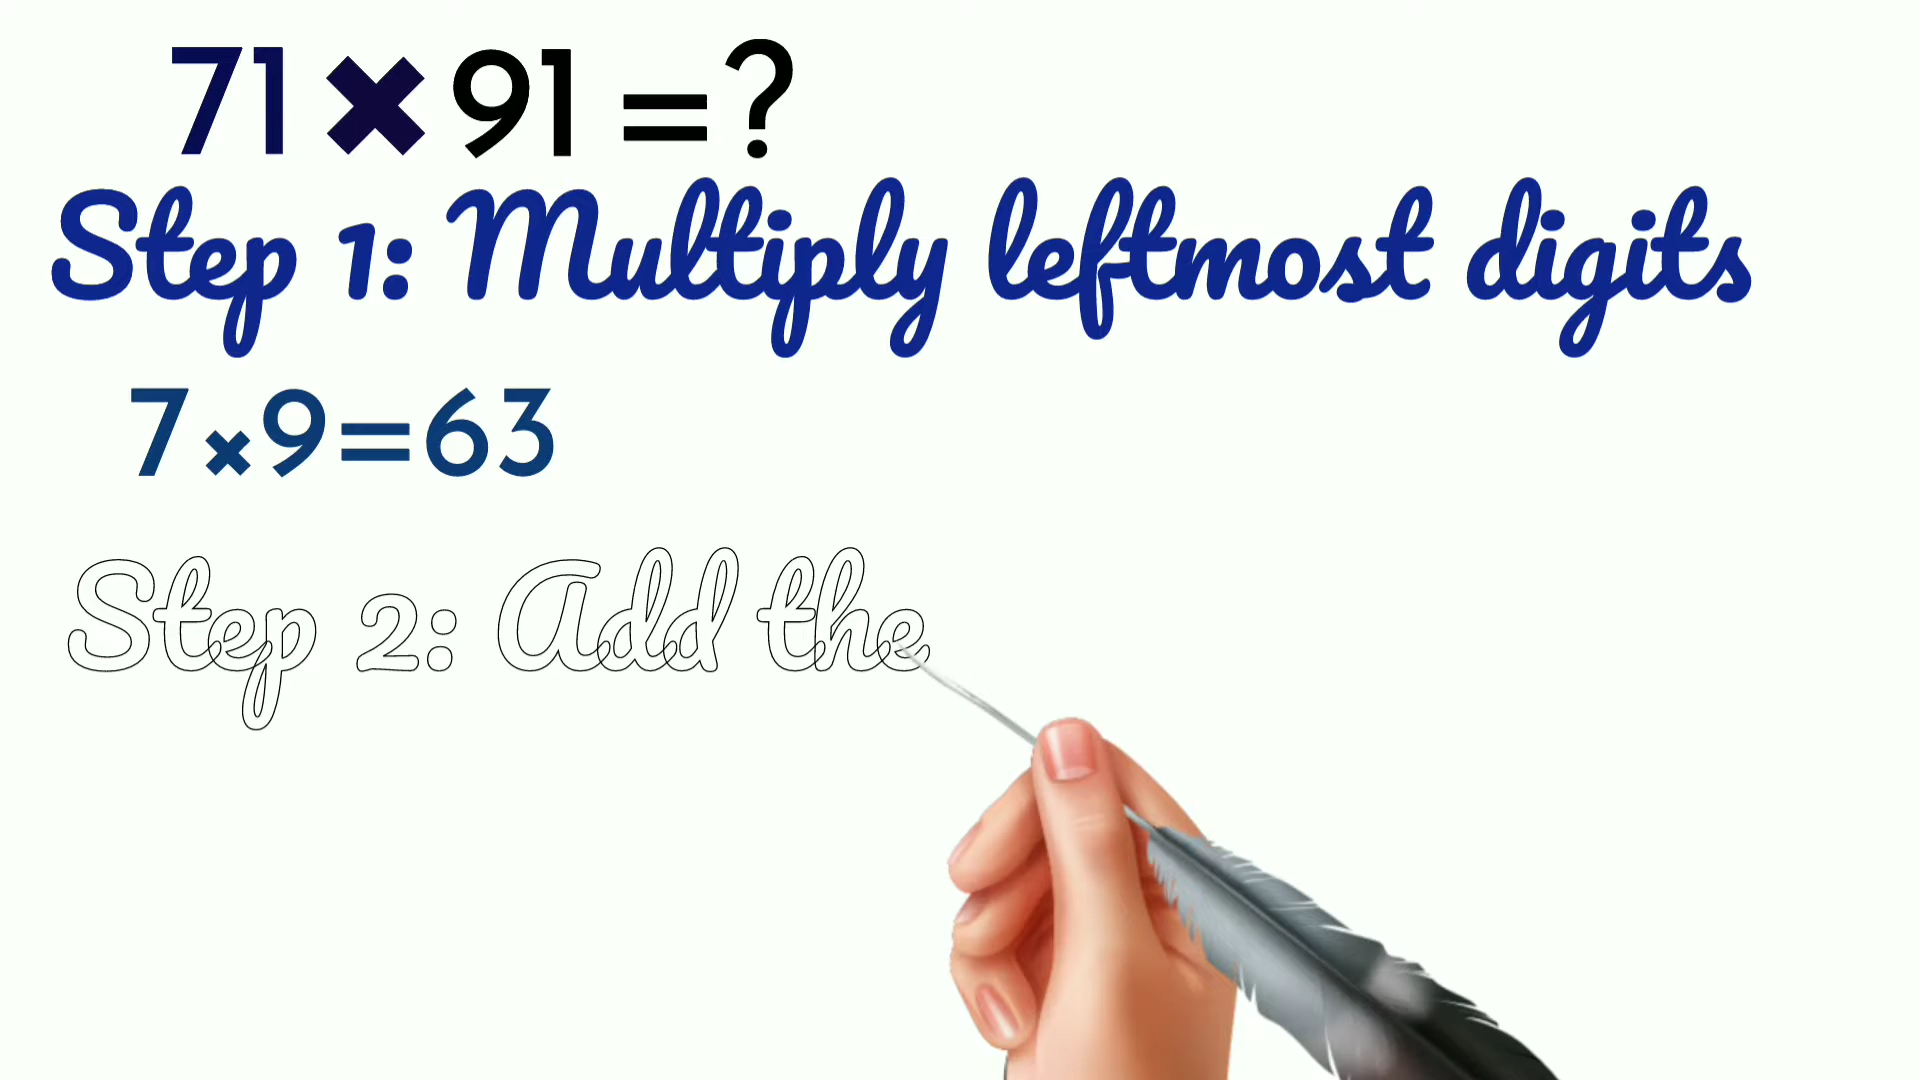 71×91=?
Step 1: Multiply leftmost digits
7×9=63
Step 2: Add the